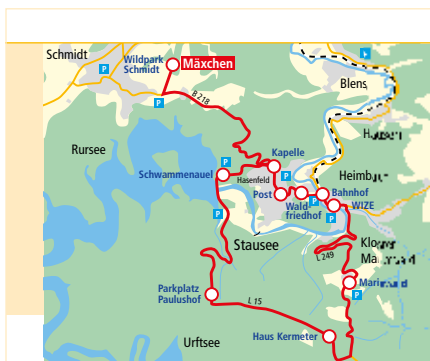 Schmidt
Wildpark
Schmidt
Mäxchen
P
P
B 218
Blens
Rursee
Kapelle
Schwammenauel
P
Hasenfeld
P
Post
Wald
friedhof
Bahnhof
WIZE
P
P
Stausee
L 249
P
Parkplatz
Paulushof
P
L 15
Haus Kermeter
P
Urftsee